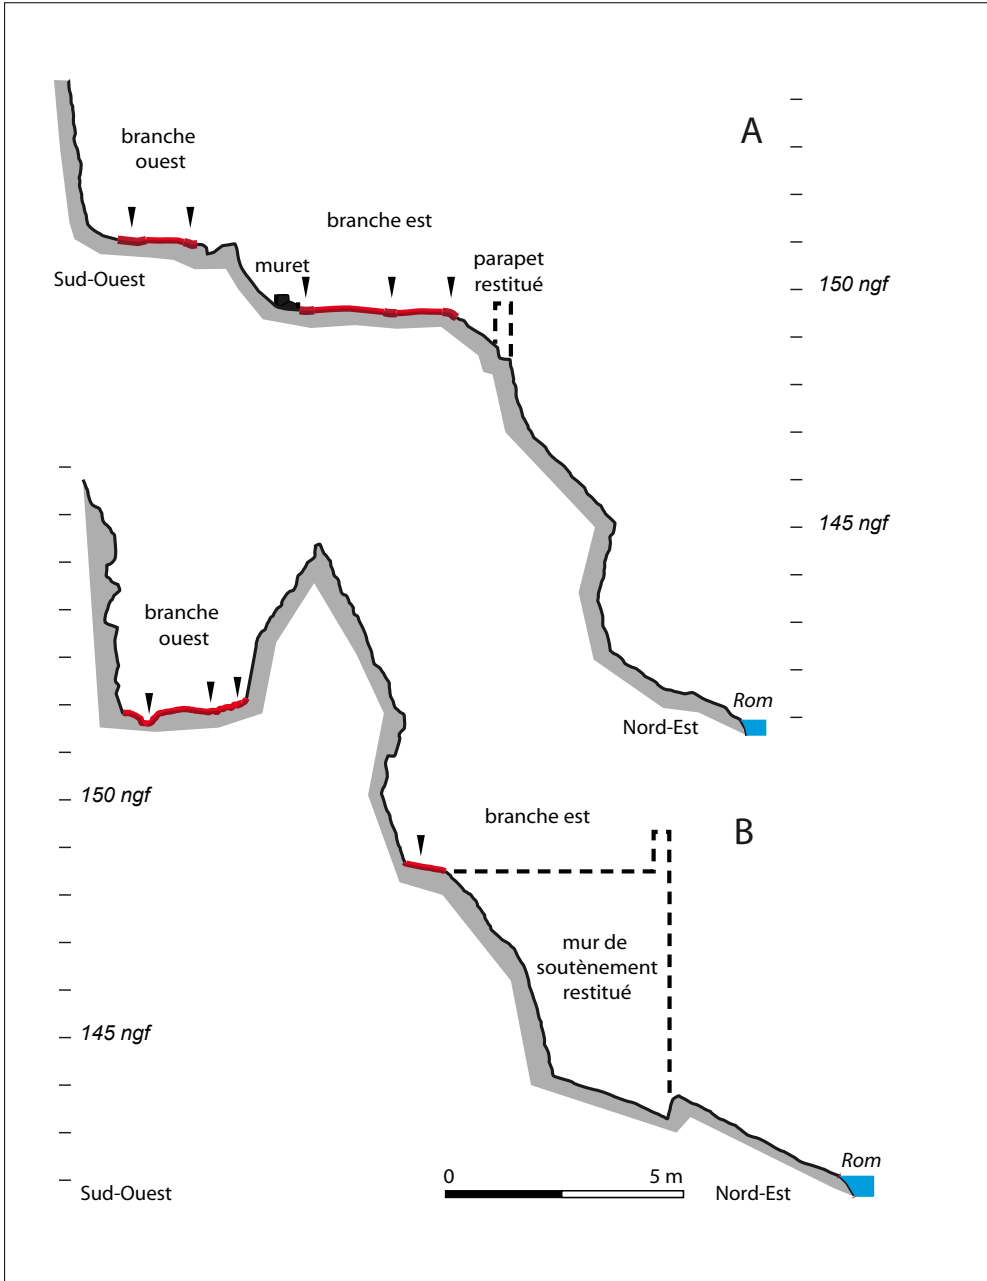 A
branche
ouest
branche est
muret
parapet
restitué
Sud-Ouest
150 ngf
145 ngf
Rom
Nord-Est
branche
ouest
150 ngf
branche est
B
mur de
soutènement
restitué
145 ngf
0
5 m
Rom
Sud-Ouest
Nord-Est